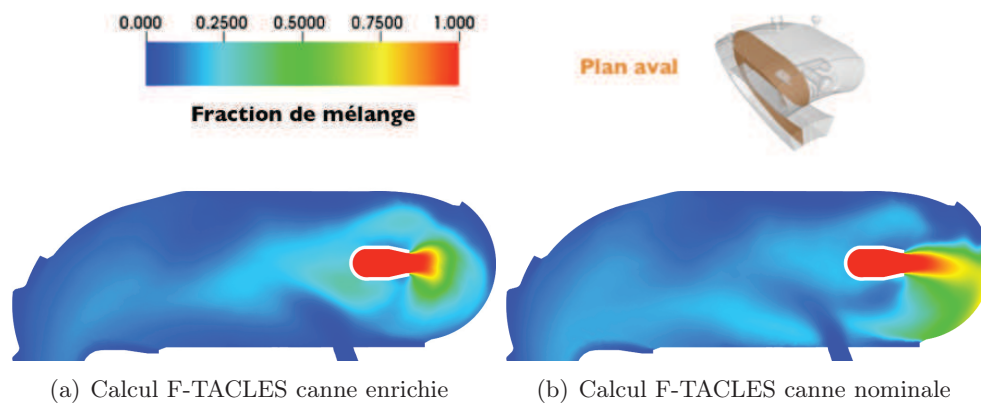 0.000 0.2500 0.5000 0.7500 1.000
Fraction de mélange
Plan aval
(a) Calcul F-TACLES canne enrichie
(b) Calcul F-TACLES canne nominale